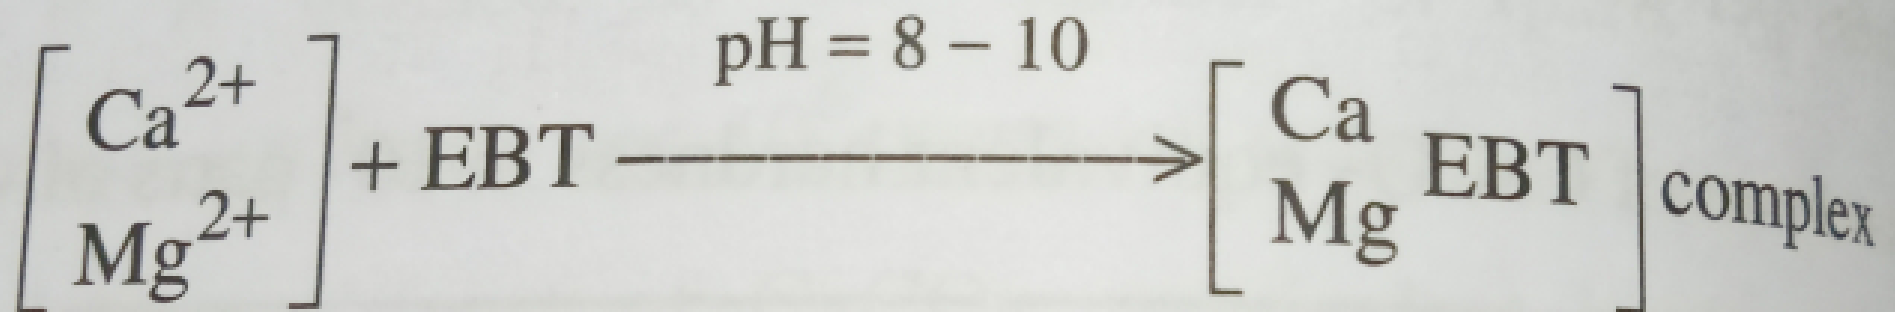 pH = 8 – 10
[Ca²⁺ Mg²⁺] + EBT ————→ [Ca Mg EBT] complex